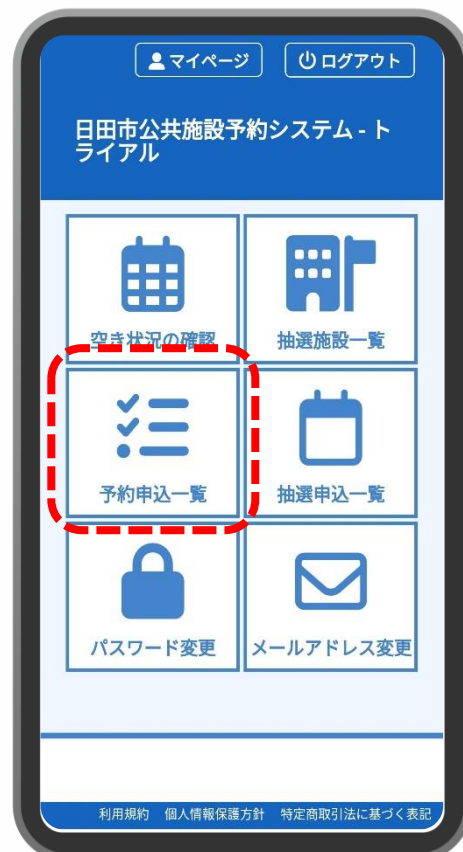 マイページ ログアウト
日田市公共施設予約システム - ト
ライアル
空き状況の確認 抽選施設一覧
予約申込一覧 抽選申込一覧
パスワード変更 メールアドレス変更
利用規約 個人情報保護方針 特定商取引法に基づく表記